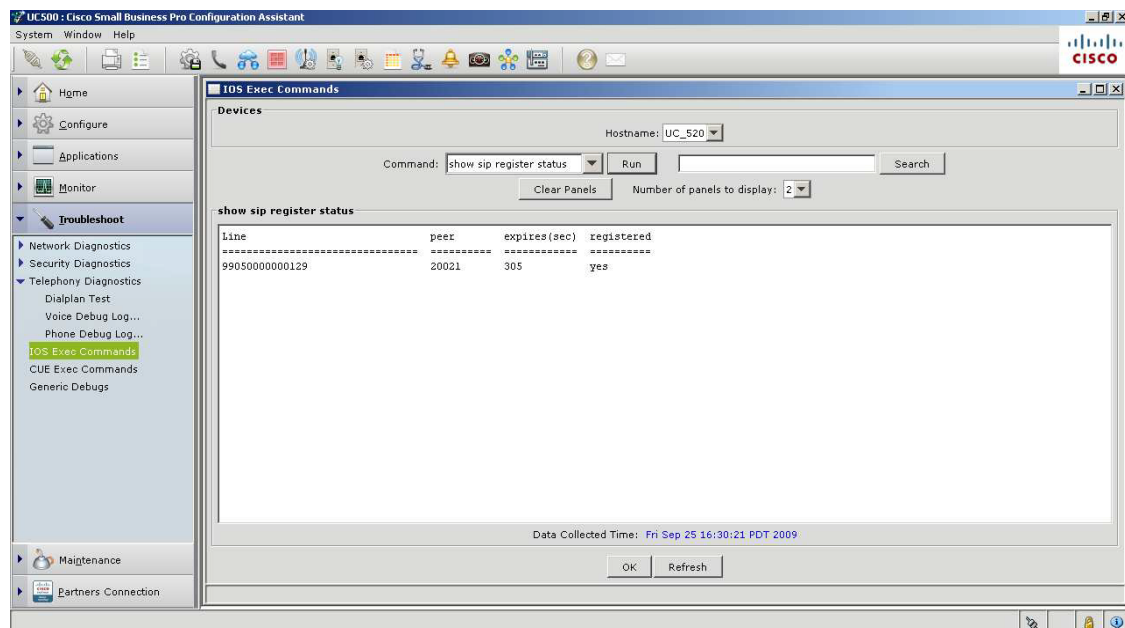 UC500 : Cisco Small Business Pro Configuration Assistant
System Window Help
CISCO
Home
Configure
Applications
Monitor
Troubleshoot
Network Diagnostics
Security Diagnostics
Telephony Diagnostics
Dialplan Test
Voice Debug Log...
Phone Debug Log...
IOS Exec Commands
CUE Exec Commands
Generic Debugs
Maintenance
Partners Connection
IOS Exec Commands
Devices
Hostname: UC_520
Command: show sip register status Run Search
Clear Panels Number of panels to display: 2
show sip register status
Line peer expires(sec) registered
================================ ========== ============ ==========
99050000000129 20021 305 yes
Data Collected Time: Fri Sep 25 16:30:21 PDT 2009
OK Refresh